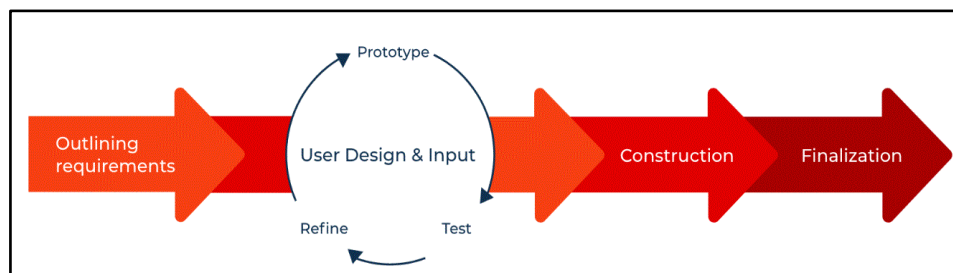 Prototype
Outlining
requirements
User Design & Input
Construction
Finalization
Refine
Test